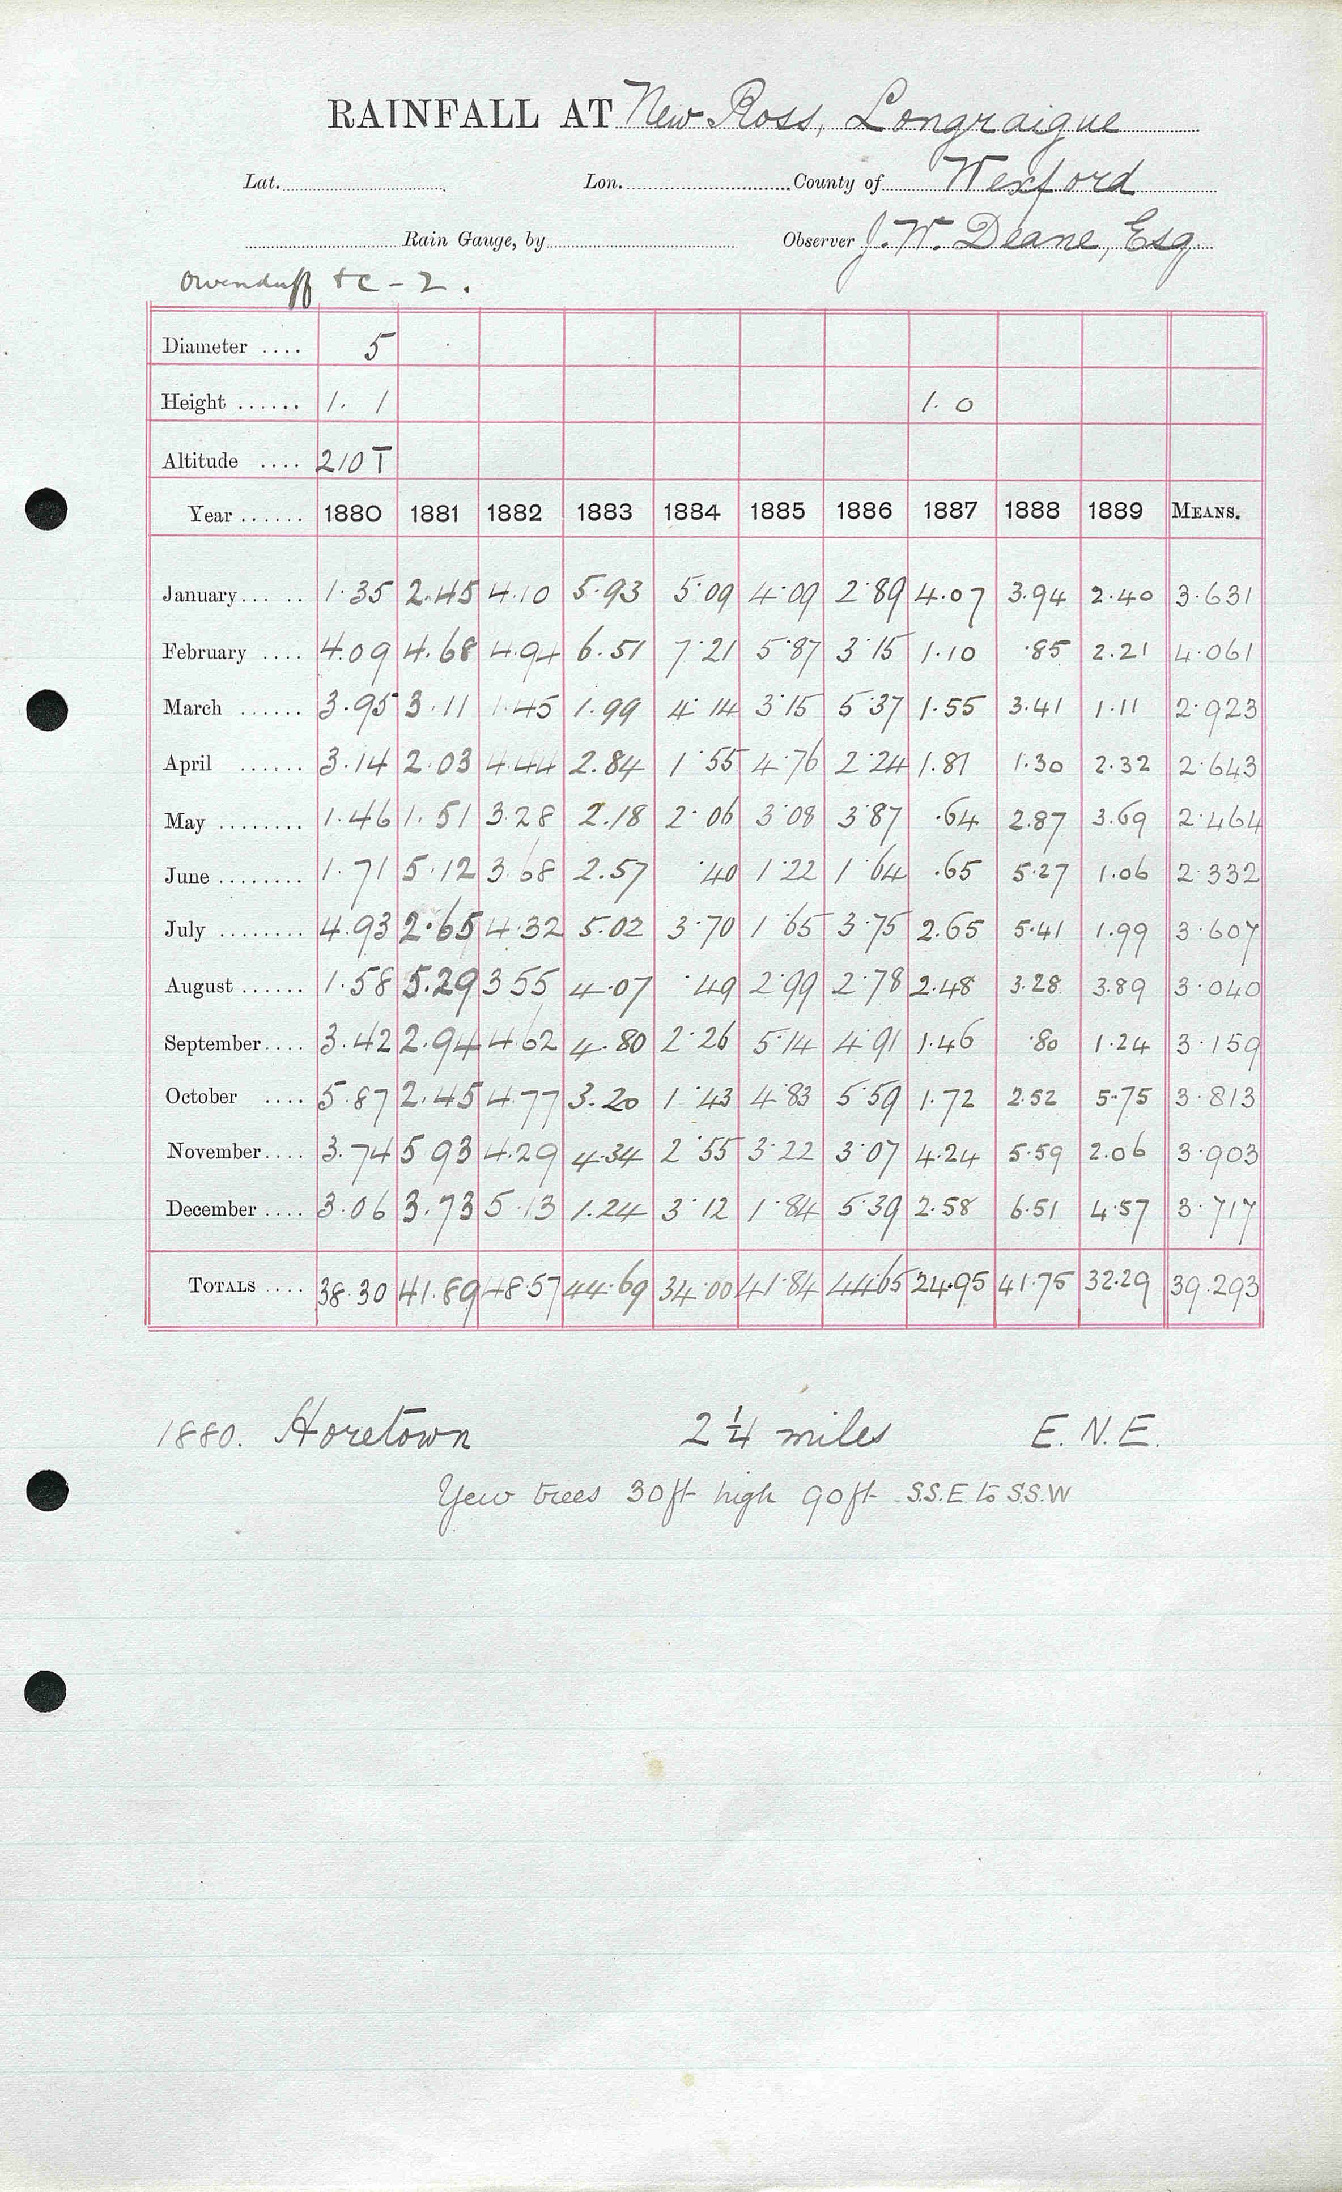 RAINFALL AT New Ross, Longraigue
Lat. Lon. County of Wexford
Rain Gauge, by Observer J. W. Deane, Esq.
Owenduff + C - 2.
Diameter .... 5
Height ...... 1. 1 1. 0
Altitude .... 210 T
Year ...... 1880 1881 1882 1883 1884 1885 1886 1887 1888 1889 MEANS.
January... .. 1.35 2.45 4.10 5.93 5.09 4.09 2.89 4.07 3.94 2.40 3.631
February .... 4.09 4.68 4.94 6.51 7.21 5.87 3.15 1.10 .85 2.21 4.061
March ...... 3.95 3.11 1.45 1.99 4.14 3.15 5.37 1.55 3.41 1.11 2.923
April ...... 3.14 2.03 4.44 2.84 1.55 4.76 2.24 1.81 1.30 2.32 2.643
May ........ 1.46 1.51 3.28 2.18 2.06 3.08 3.87 .64 2.87 3.69 2.464
June ........ 1.71 5.12 3.68 2.57 .40 1.22 1.64 .65 5.27 1.06 2.332
July ........ 4.93 2.65 4.32 5.02 3.70 1.65 3.75 2.65 5.41 1.99 3.607
August ...... 1.58 5.29 3.55 4.07 .49 2.99 2.78 2.48 3.28 3.89 3.040
September.... 3.42 2.94 4.62 4.80 2.26 5.14 4.91 1.46 .80 1.24 3.159
October .... 5.87 2.45 4.77 3.20 1.43 4.83 5.59 1.72 2.52 5.75 3.813
November.... 3.74 5.93 4.29 4.34 2.55 3.22 3.07 4.24 5.59 2.06 3.903
December .... 3.06 3.73 5.13 1.24 3.12 1.84 5.39 2.58 6.51 4.57 3.717
TOTALS .... 38.30 41.89 48.57 44.69 34.00 41.84 44.65 24.95 41.75 32.29 39.293
1880. Horetown 2 1/4 miles E. N. E.
Yew trees 30ft high 90ft S.S.E to S.S.W